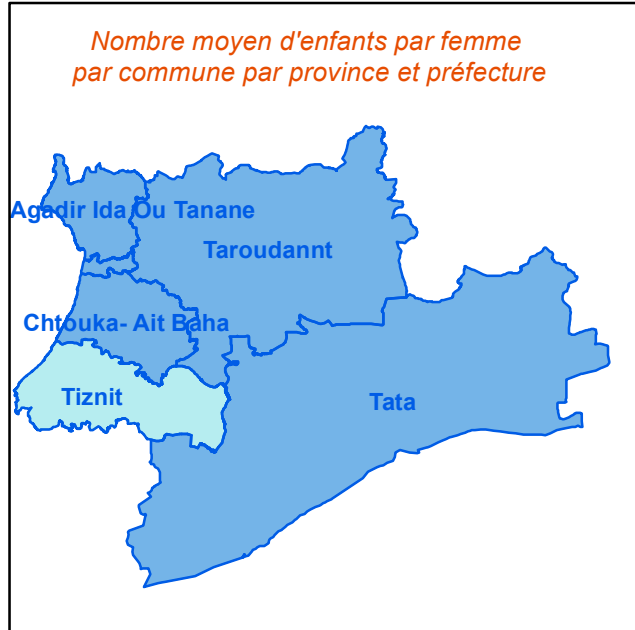 Nombre moyen d'enfants par femme
par commune par province et préfecture
Agadir Ida Ou Tanane
Taroudannt
Chtouka- Ait Baha
Tiznit
Tata